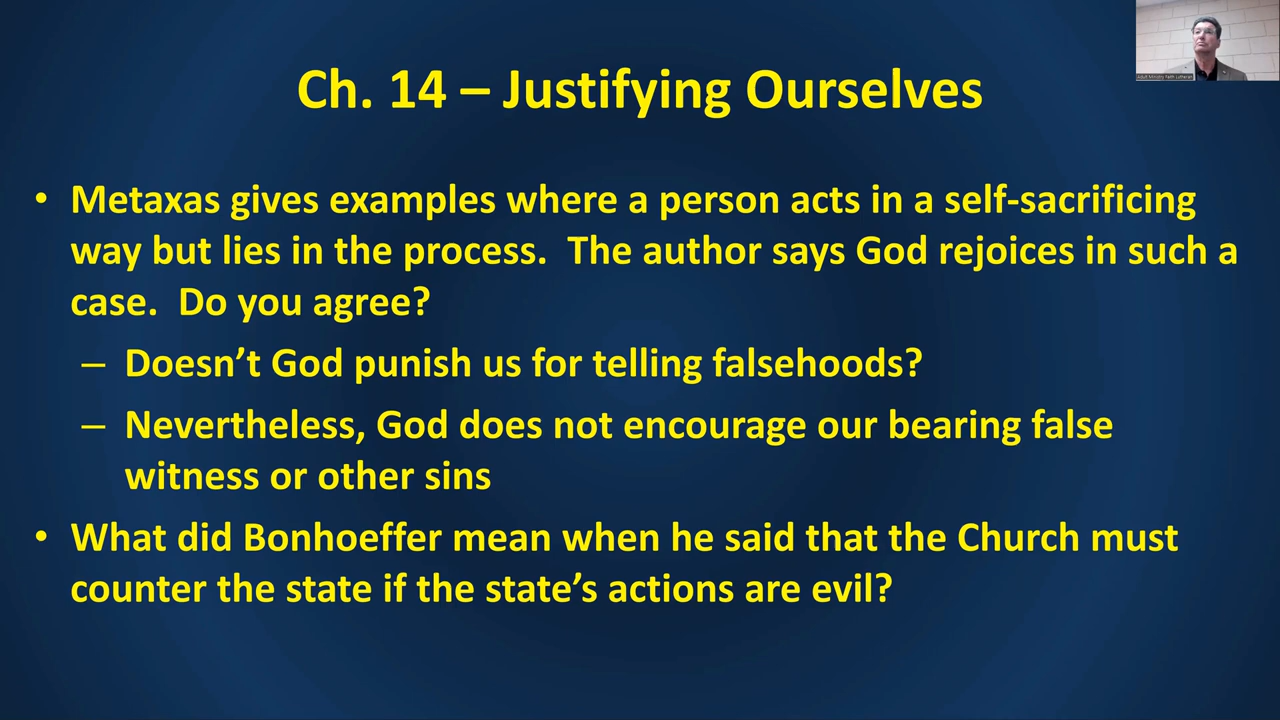 Ch. 14 – Justifying Ourselves
• Metaxas gives examples where a person acts in a self-sacrificing
way but lies in the process.  The author says God rejoices in such a
case.  Do you agree?
– Doesn’t God punish us for telling falsehoods?
– Nevertheless, God does not encourage our bearing false
witness or other sins
• What did Bonhoeffer mean when he said that the Church must
counter the state if the state’s actions are evil?
Ministry Faith Lutheran